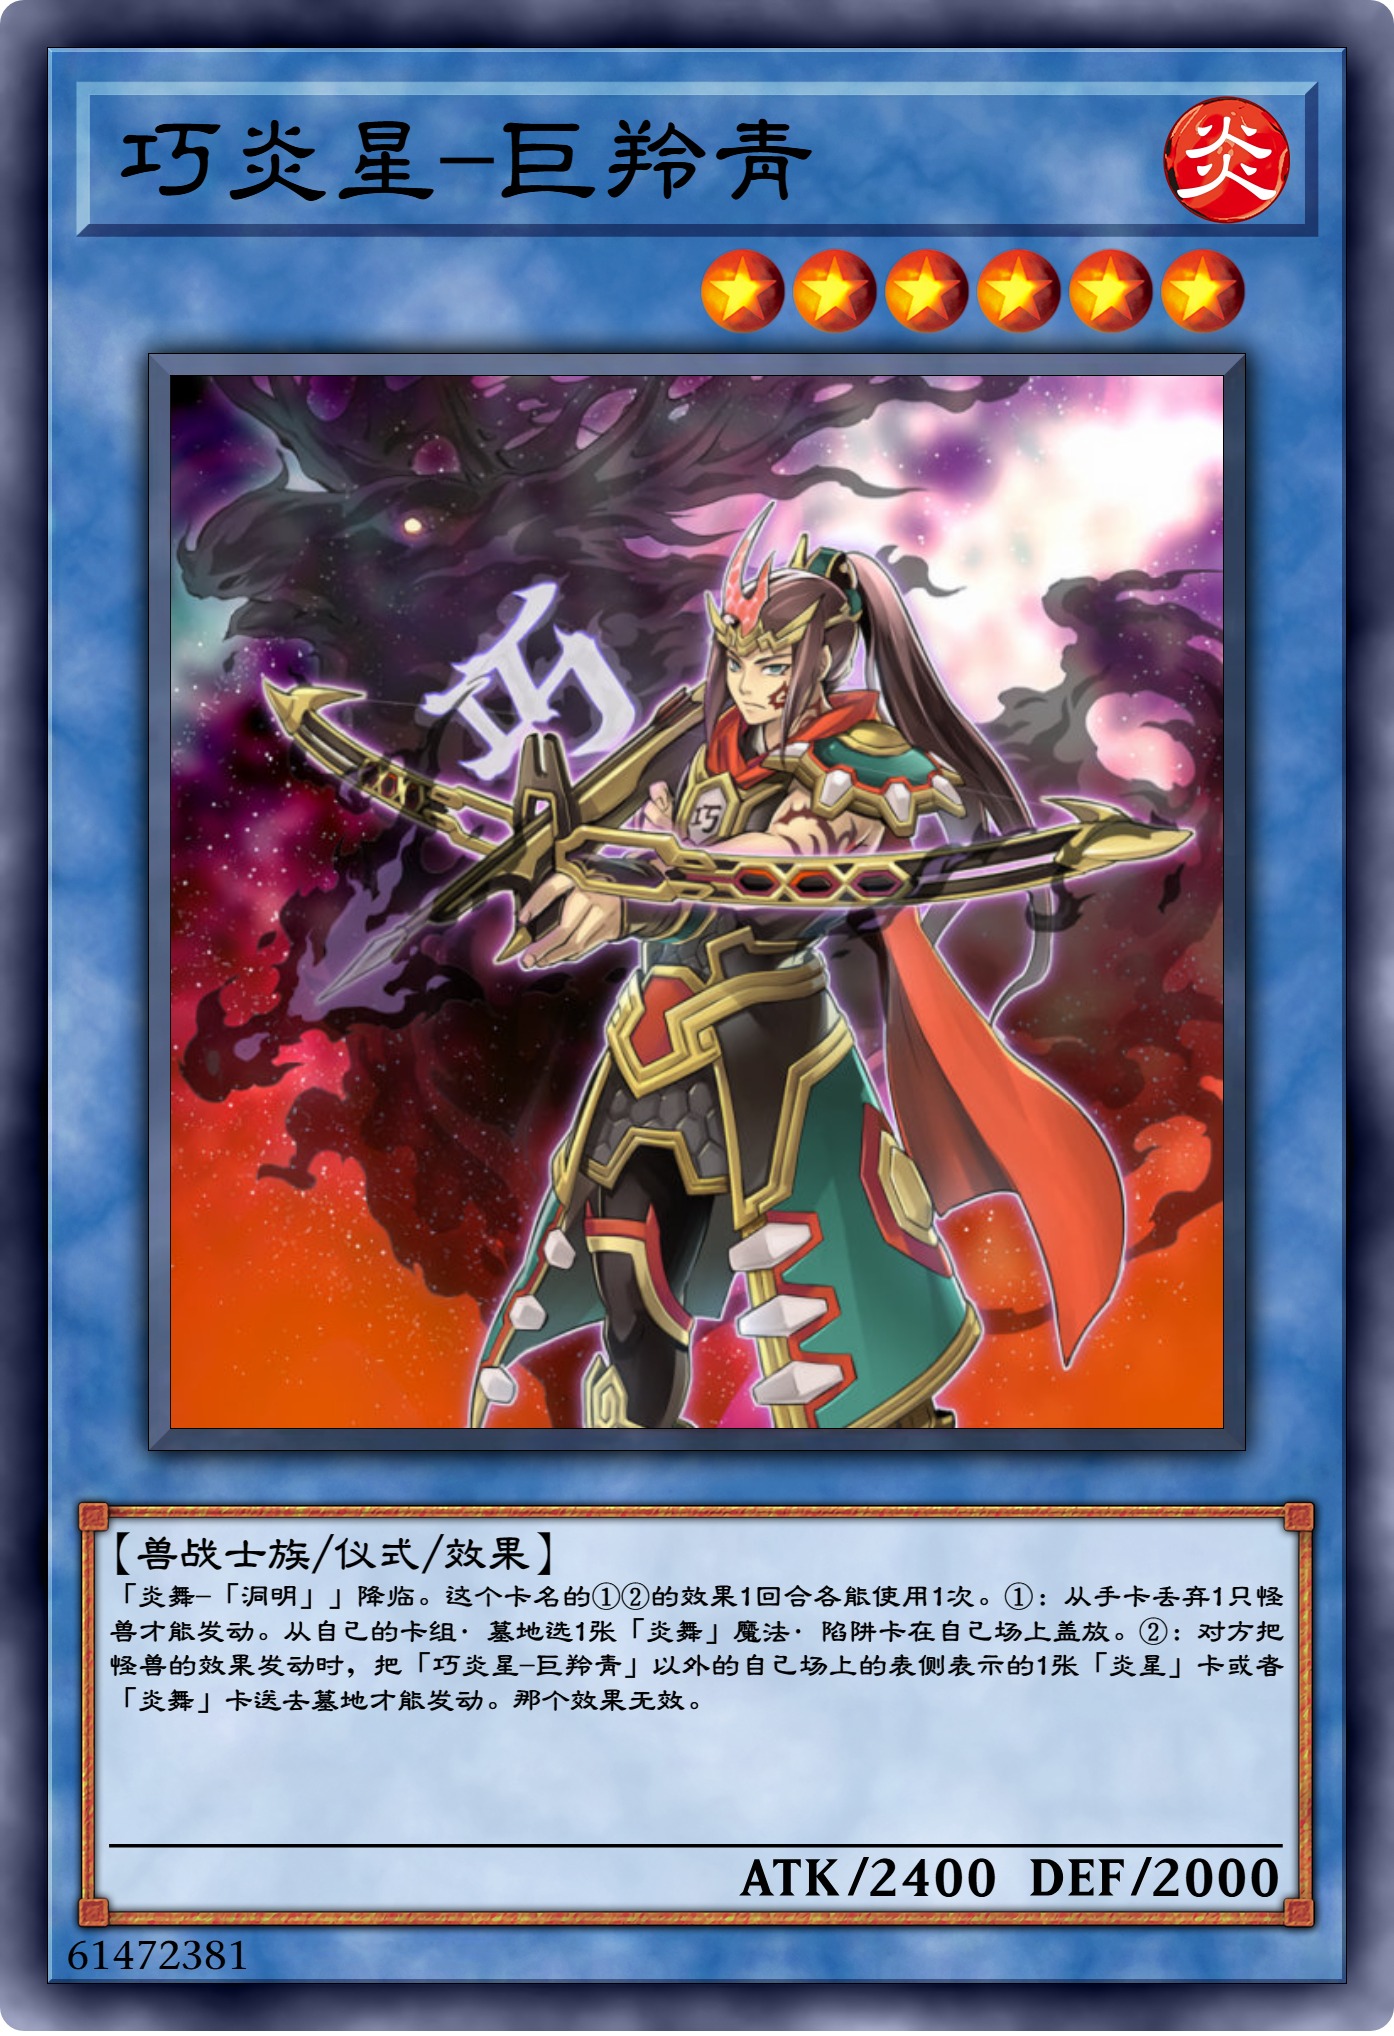 巧炎星-巨羚青
炎
巧
巧
【兽战士族/仪式/效果】
「炎舞-「洞明」」降临。这个卡名的①②的效果1回合各能使用1次。①：从手卡丢弃1只怪
兽才能发动。从自己的卡组·墓地选1张「炎舞」魔法·陷阱卡在自己场上盖放。②：对方把
怪兽的效果发动时，把「巧炎星-巨羚青」以外的自己场上的表侧表示的1张「炎星」卡或者
「炎舞」卡送去墓地才能发动。那个效果无效。
ATK/2400 DEF/2000
61472381